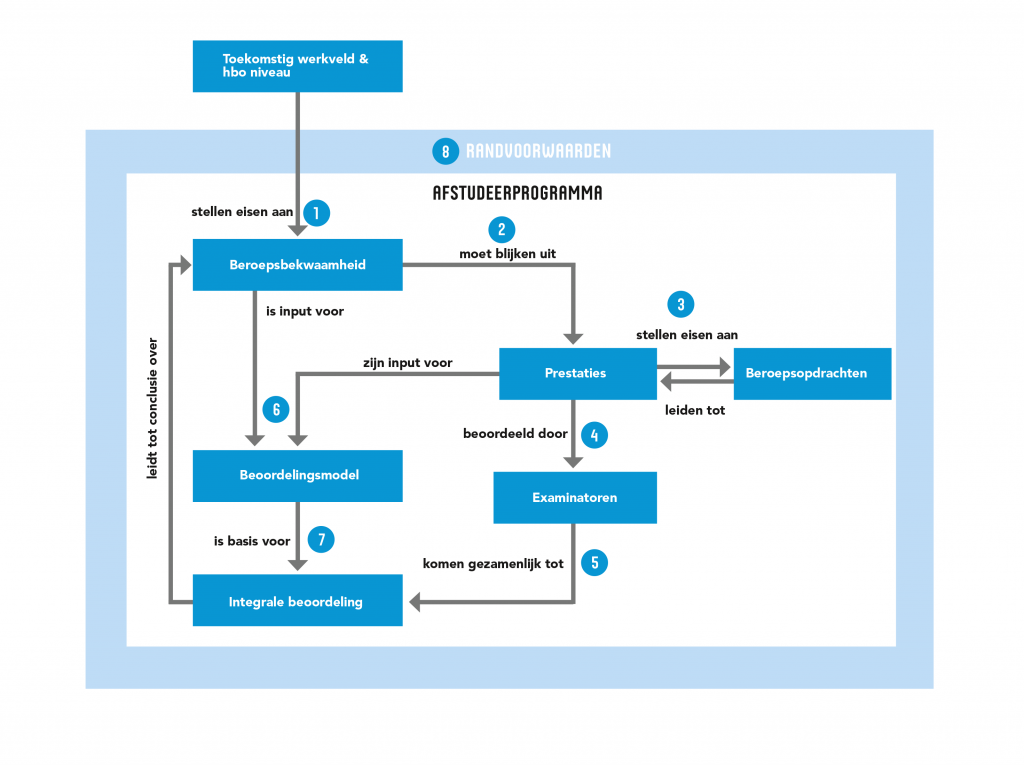 Toekomstig werkveld &
hbo niveau
8 RANDVOORWAARDEN
AFSTUDEERPROGRAMMA
stellen eisen aan 1
2
moet blijken uit
Beroepsbekwaamheid
is input voor
3
stellen eisen aan
zijn input voor
Prestaties
Beroepsopdrachten
leiden tot
leidt tot conclusie over
6
beoordeeld door 4
Beoordelingsmodel
Examinatoren
is basis voor 7
komen gezamenlijk tot 5
Integrale beoordeling